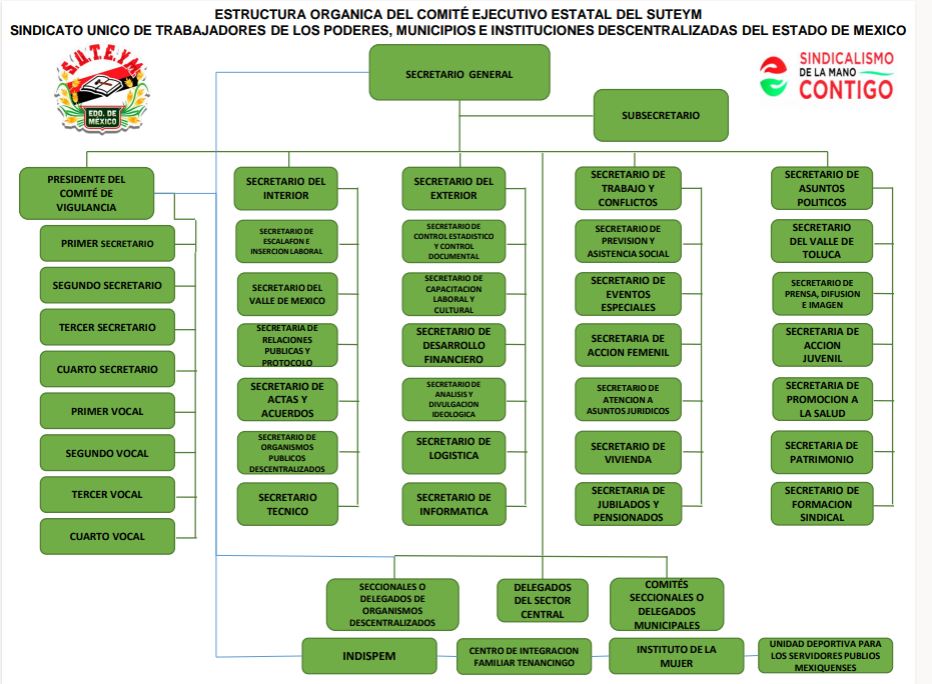 ESTRUCTURA ORGANICA DEL COMITÉ EJECUTIVO ESTATAL DEL SUTEYM
SINDICATO UNICO DE TRABAJADORES DE LOS PODERES, MUNICIPIOS E INSTITUCIONES DESCENTRALIZADAS DEL ESTADO DE MEXICO
S.U.T.E.Y.M.
EDO. DE
MÉXICO
SINDICALISMO
DE LA MANO
CONTIGO
SECRETARIO GENERAL
SUBSECRETARIO
PRESIDENTE DEL
COMITÉ DE
VIGULANCIA
PRIMER SECRETARIO
SEGUNDO SECRETARIO
TERCER SECRETARIO
CUARTO SECRETARIO
PRIMER VOCAL
SEGUNDO VOCAL
TERCER VOCAL
CUARTO VOCAL
SECRETARIO DEL
INTERIOR
SECRETARIO DE
ESCALAFON E
INSERCION LABORAL
SECRETARIO DEL
VALLE DE MEXICO
SECRETARIA DE
RELACIONES
PUBLICAS Y
PROTOCOLO
SECRETARIO DE
ACTAS Y
ACUERDOS
SECRETARIO DE
ORGANISMOS
PUBLICOS
DESCENTRALIZADOS
SECRETARIO
TECNICO
SECRETARIO DEL
EXTERIOR
SECRETARIO DE
CONTROL ESTADISTICO
Y CONTROL
DOCUMENTAL
SECRETARIO DE
CAPACITACION
LABORAL Y
CULTURAL
SECRETARIO DE
DESARROLLO
FINANCIERO
SECRETARIO DE
ANALISIS Y
DIVULGACION
IDEOLOGICA
SECRETARIO DE
LOGISTICA
SECRETARIO DE
INFORMATICA
SECRETARIO DE
TRABAJO Y
CONFLICTOS
SECRETARIO DE
PREVISION Y
ASISTENCIA SOCIAL
SECRETARIO DE
EVENTOS
ESPECIALES
SECRETARIA DE
ACCION FEMENIL
SECRETARIO DE
ATENCION A
ASUNTOS JURIDICOS
SECRETARIO DE
VIVIENDA
SECRETARIA DE
JUBILADOS Y
PENSIONADOS
SECRETARIO DE
ASUNTOS
POLITICOS
SECRETARIO
DEL VALLE DE
TOLUCA
SECRETARIO DE
PRENSA, DIFUSION
E IMAGEN
SECRETARIA DE
ACCION
JUVENIL
SECRETARIA DE
PROMOCION A
LA SALUD
SECRETARIA DE
PATRIMONIO
SECRETARIO DE
FORMACION
SINDICAL
SECCIONALES O
DELEGADOS DE
ORGANISMOS
DESCENTRALIZADOS
DELEGADOS
DEL SECTOR
CENTRAL
COMITÉS
SECCIONALES O
DELEGADOS
MUNICIPALES
INDISPEM
CENTRO DE INTEGRACION
FAMILIAR TENANCINGO
INSTITUTO DE LA
MUJER
UNIDAD DEPORTIVA PARA
LOS SERVIDORES PUBLIOS
MEXIQUENSES